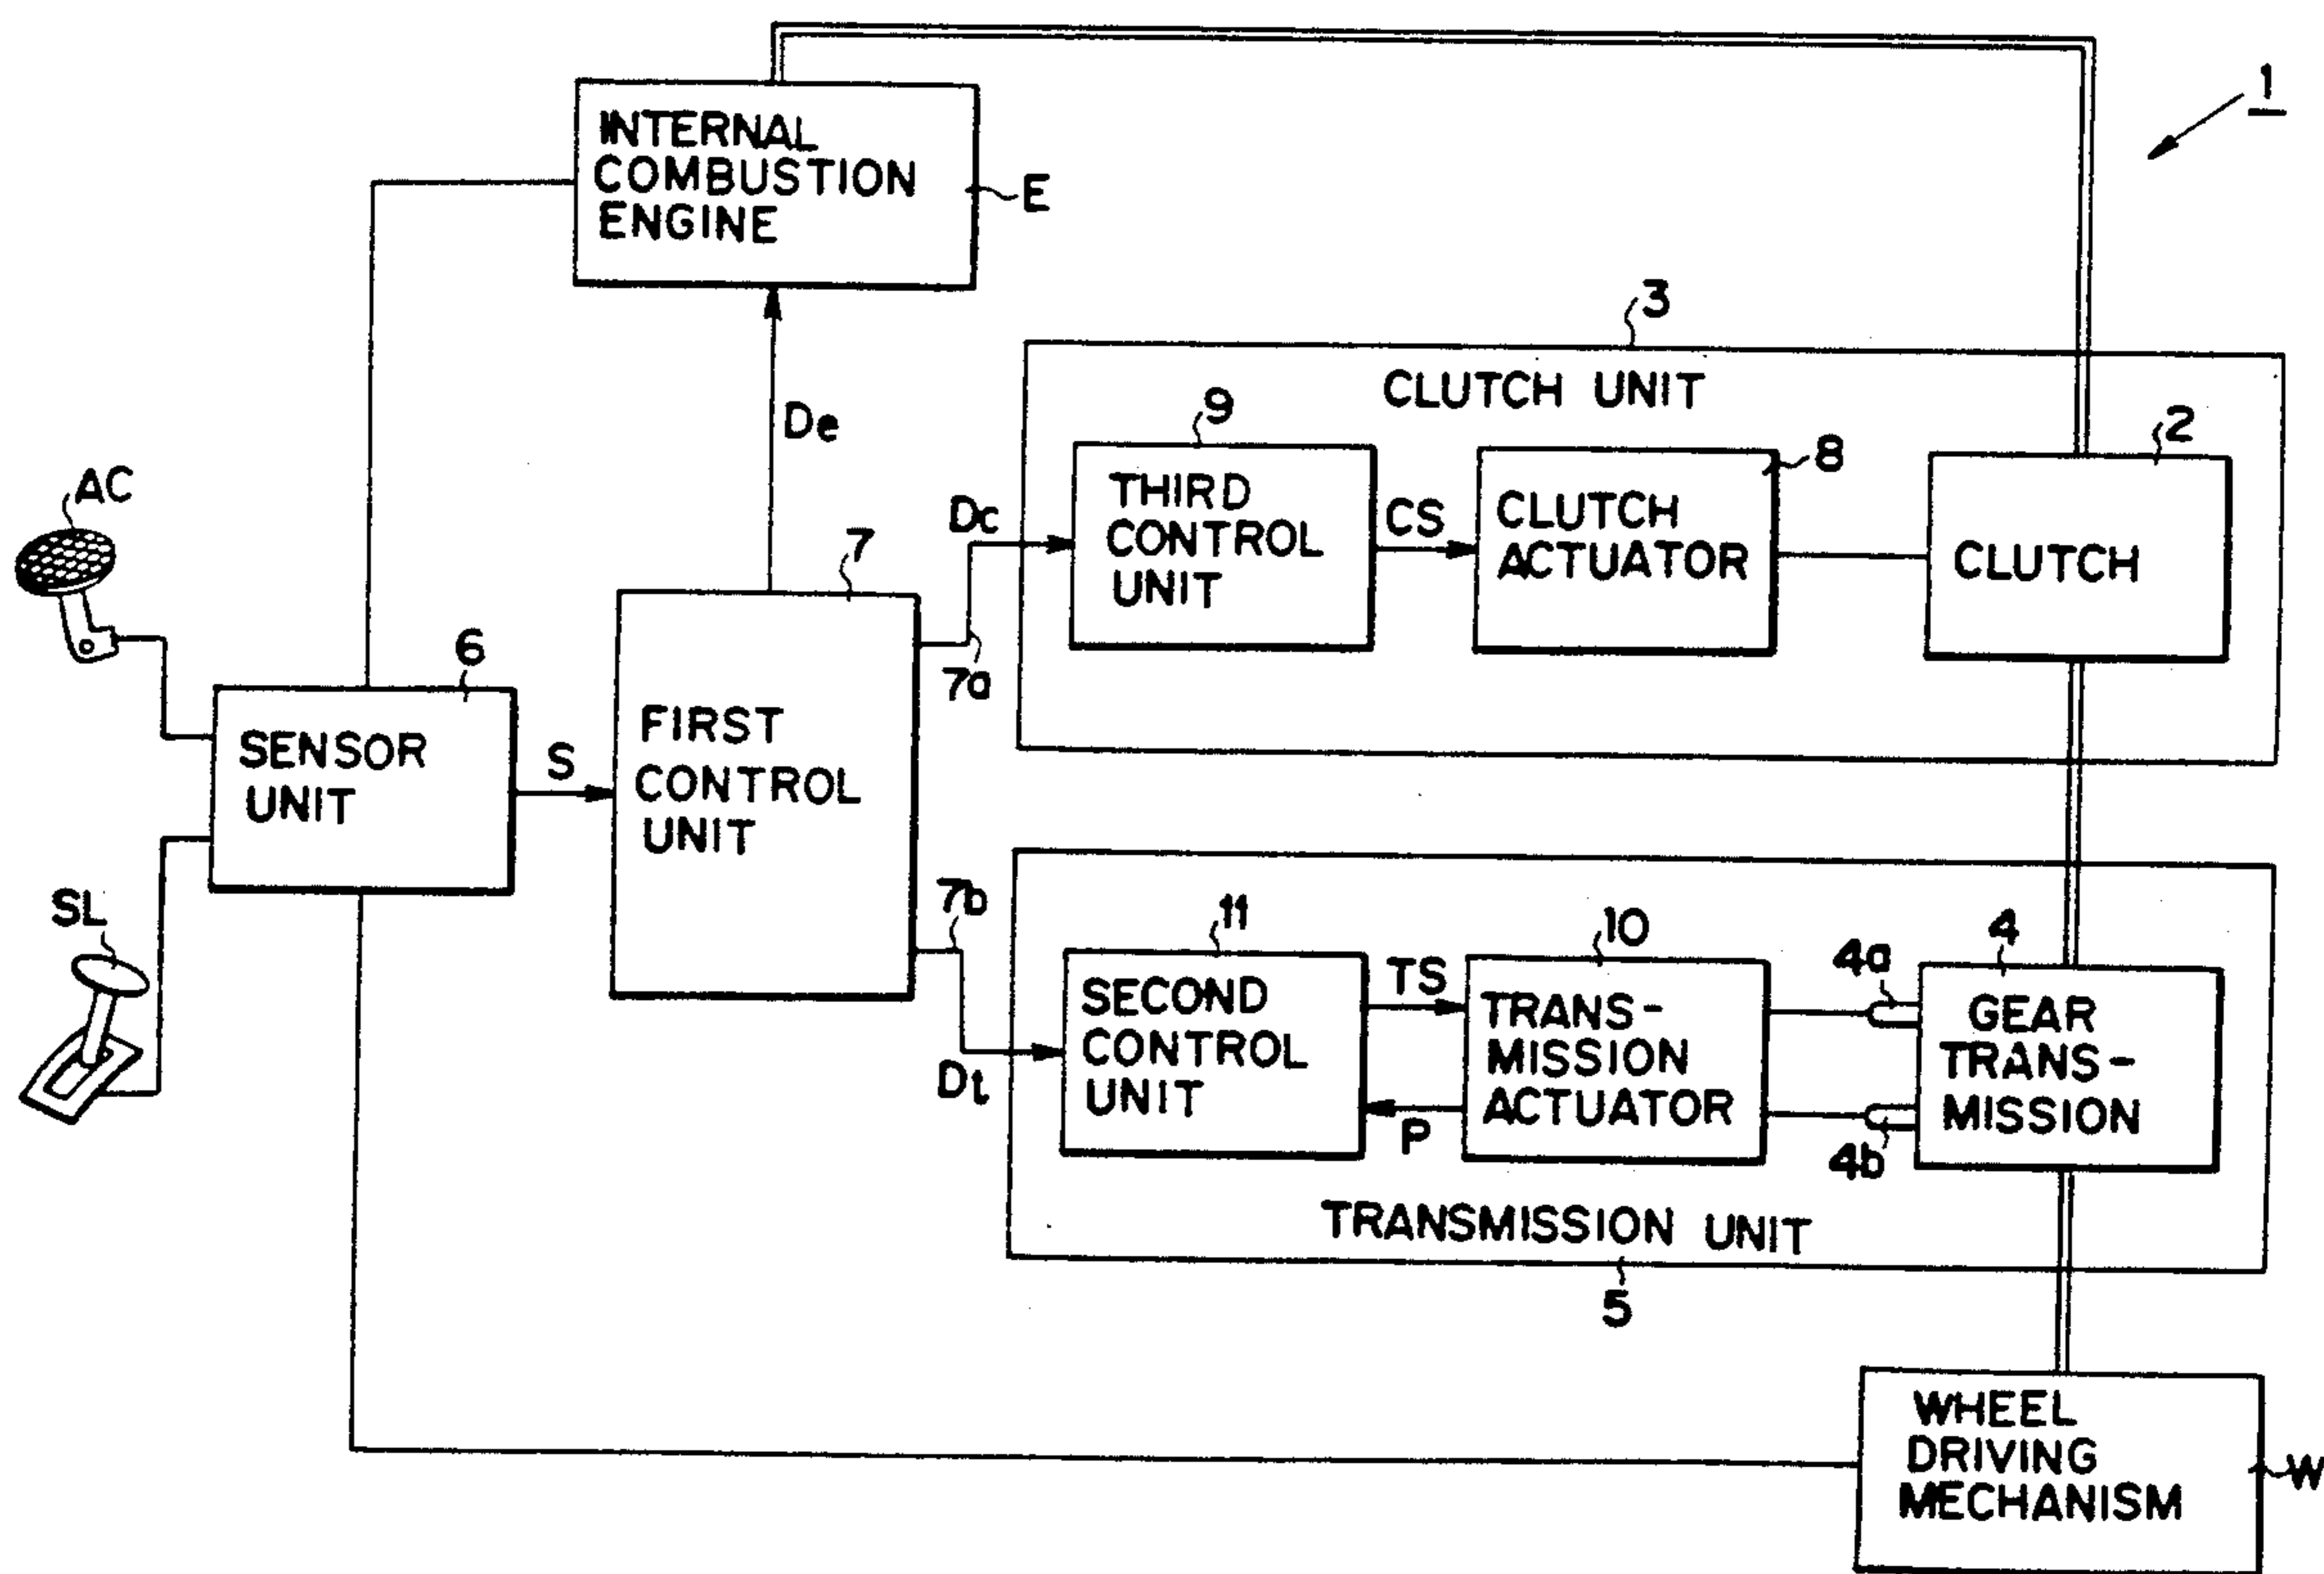 1
INTERNAL
COMBUSTION
ENGINE
E
3
De
CLUTCH UNIT
9
2
8
AC
THIRD
CONTROL
UNIT
Dc
CS
CLUTCH
ACTUATOR
CLUTCH
7
7a
6
SENSOR
UNIT
S
FIRST
CONTROL
UNIT
SL
7b
11
10
4
4a
TS
SECOND
CONTROL
UNIT
TRANS-
MISSION
ACTUATOR
GEAR
TRANS-
MISSION
Dt
P
4b
TRANSMISSION UNIT
5
WHEEL
DRIVING
MECHANISM
W